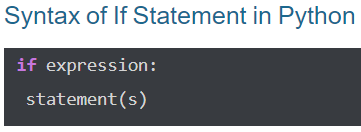 Syntax of If Statement in Python
if expression:
 statement(s)